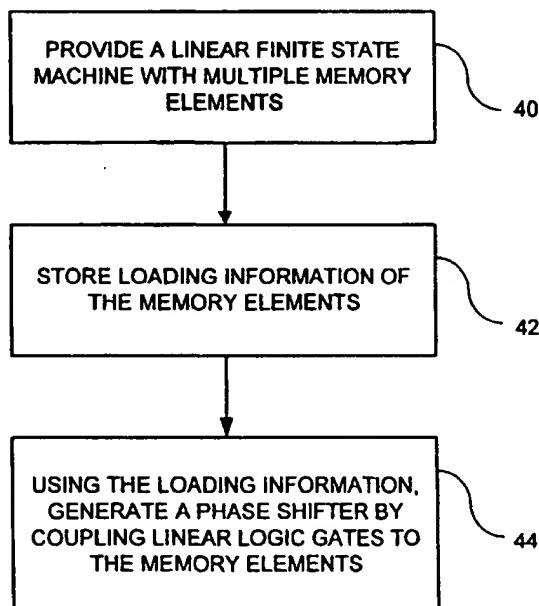 PROVIDE A LINEAR FINITE STATE
MACHINE WITH MULTIPLE MEMORY
ELEMENTS
40
STORE LOADING INFORMATION OF
THE MEMORY ELEMENTS
42
USING THE LOADING INFORMATION,
GENERATE A PHASE SHIFTER BY
COUPLING LINEAR LOGIC GATES TO
THE MEMORY ELEMENTS
44